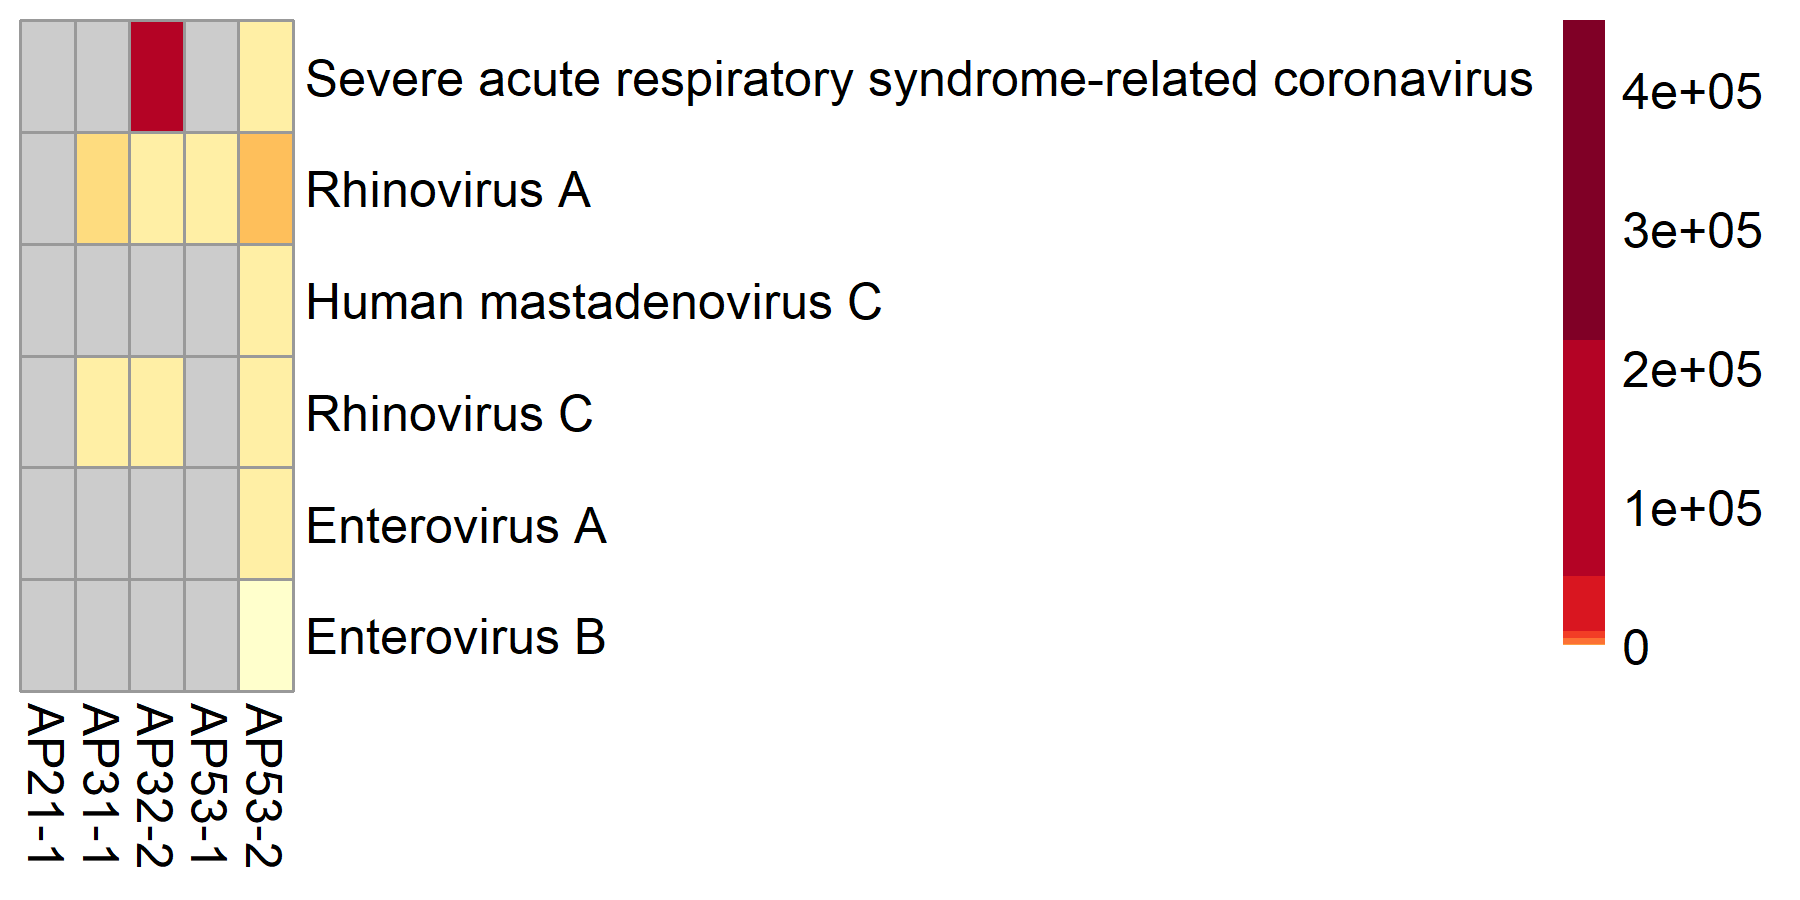 Severe acute respiratory syndrome-related coronavirus
Rhinovirus A
Human mastadenovirus C
Rhinovirus C
Enterovirus A
Enterovirus B
AP21-1
AP31-1
AP32-2
AP53-1
AP53-2
4e+05
3e+05
2e+05
1e+05
0